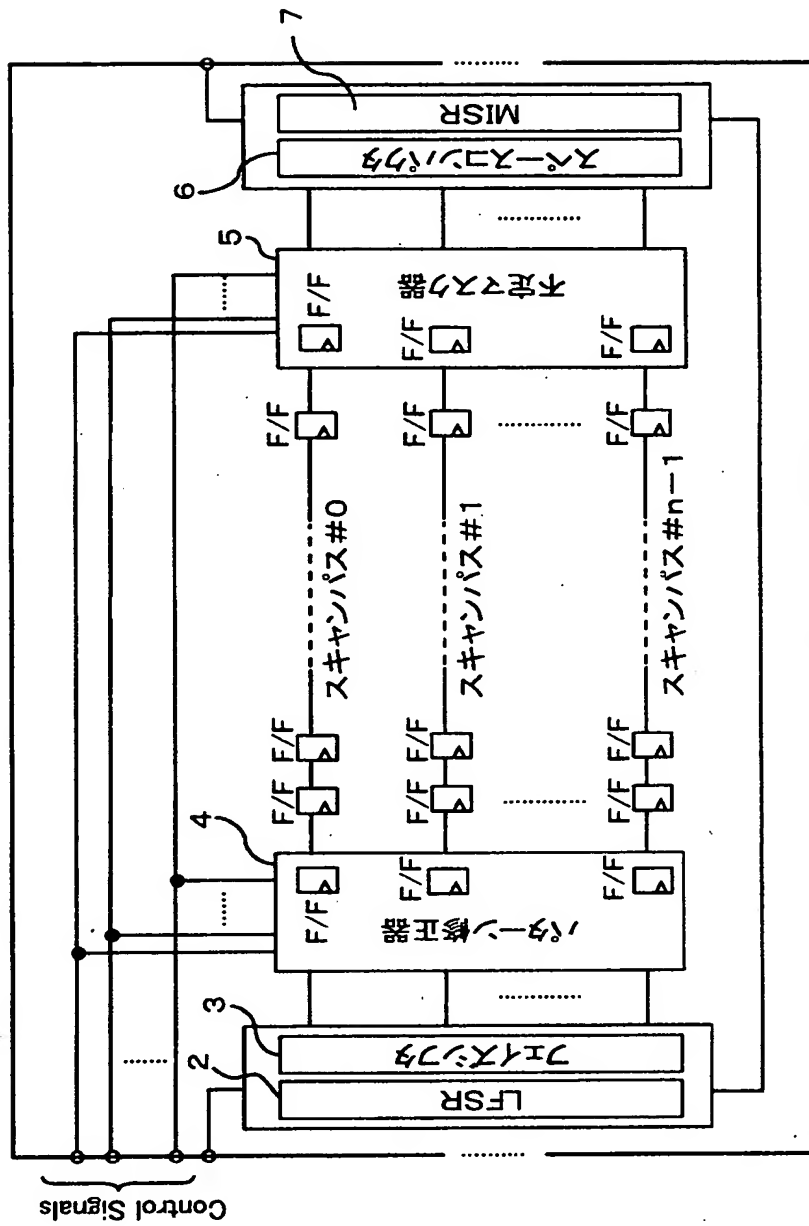 Control Signals
2
LFSR
3
フェイズシフタ
4
パターン修正器
F/F
F/F
F/F
F/F
F/F
F/F
F/F
F/F
F/F
スキャンパス#0
スキャンパス#1
スキャンパス#n-1
F/F
F/F
F/F
5
不定マスク器
F/F
F/F
F/F
6
スペースコンパクタ
7
MISR